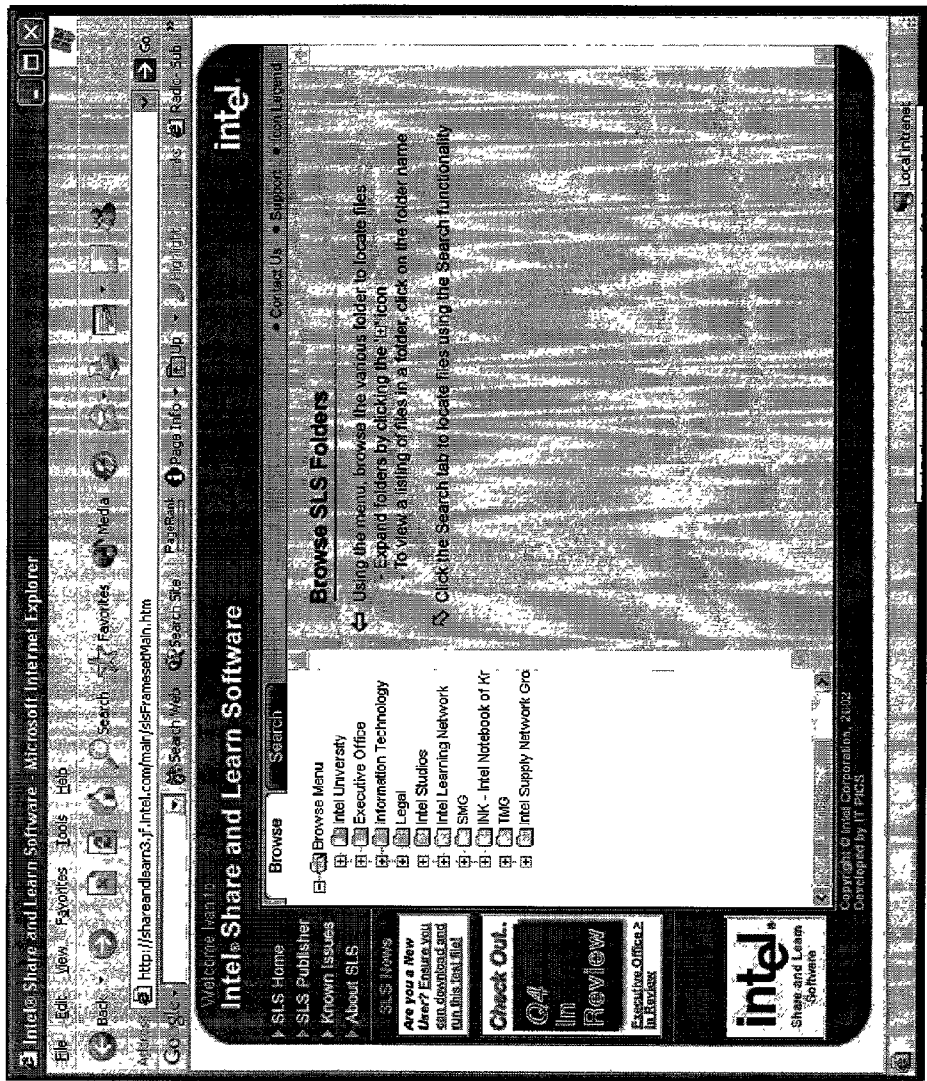 Intel® Share and Learn Software - Microsoft Internet Explorer
File Edit View Favorites Tools Help
Back Search Favorites Media
Address http://shareandlearn3.jf.intel.com/main/slsFramesetMain.htm Go
Go Search Web Search Site PageRank Page Info Up Highlight Radio- Sub »
Welcome
Intel® Share and Learn Software
intel®
SLS Home
SLS Publisher
Known Issues
About SLS
• Contact Us • Support • Icon Legend
SLS News
Are you a New
User? Ensure you
can download and
run this test file!
Check Out..
Q4
In
Review
Executive Office >
in Review
intel®
Share and Learn
Software
Browse Search
Browse Menu
Intel University
Executive Office
Information Technology
Legal
Intel Studios
Intel Learning Network
SMG
INK - Intel Notebook of Kr
TMG
Intel Supply Network Gro
Browse SLS Folders
Using the menu, browse the various folder to locate files
- Expand folders by clicking the "+" icon
To view a listing of files in a folder, click on the folder name
Click the Search tab to locate files using the Search functionality
Copyright © Intel Corporation, 2002
Developed by IT PICS
Local intranet